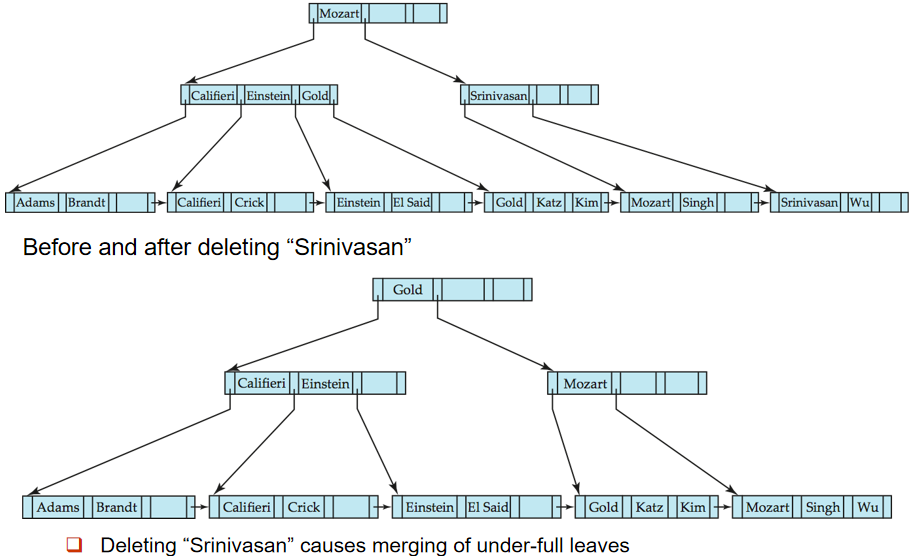 Mozart
Califieri Einstein Gold
Srinivasan
Adams Brandt
Califieri Crick
Einstein El Said
Gold Katz Kim
Mozart Singh
Srinivasan Wu
Before and after deleting “Srinivasan”
Gold
Califieri Einstein
Mozart
Adams Brandt
Califieri Crick
Einstein El Said
Gold Katz Kim
Mozart Singh Wu
Deleting “Srinivasan” causes merging of under-full leaves